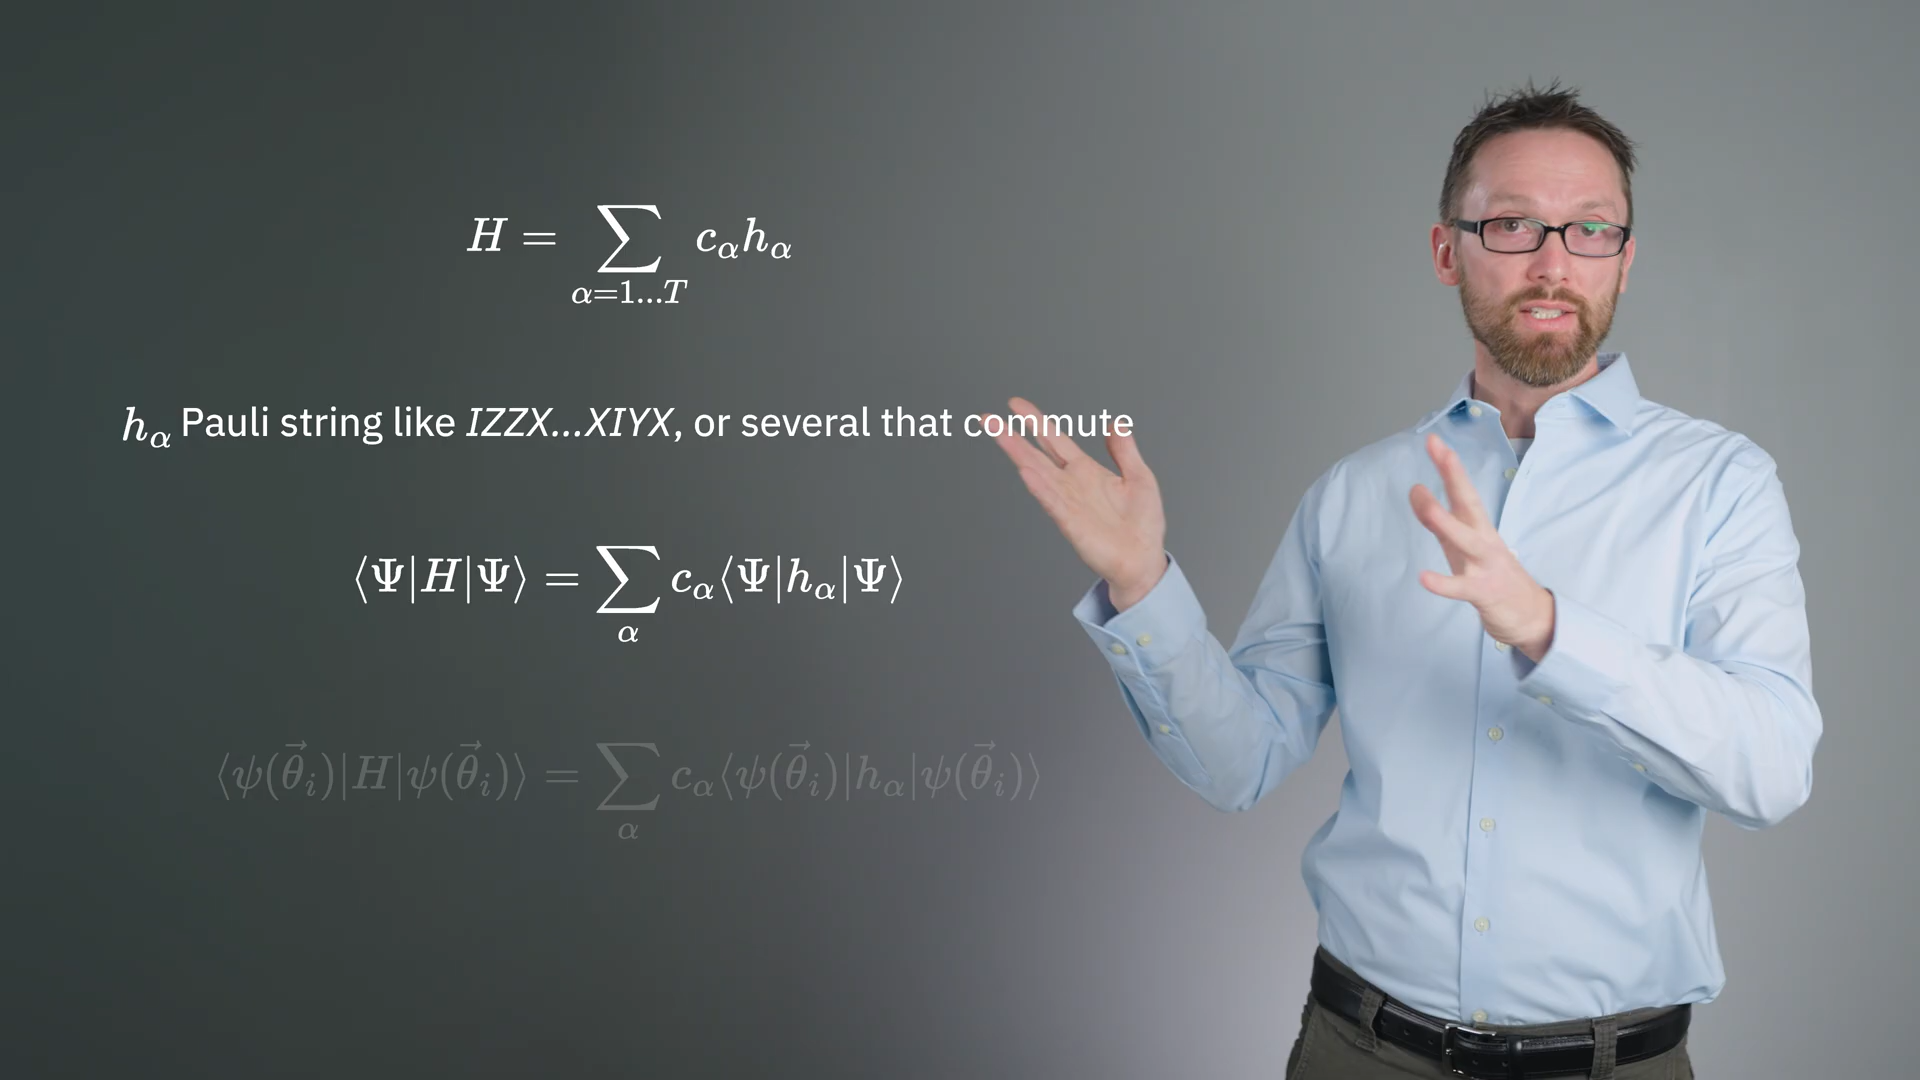 H = ∑_{α=1...T} c_α h_α
h_α Pauli string like IZZX...XIYX, or several that commute
⟨Ψ|H|Ψ⟩ = ∑_α c_α⟨Ψ|h_α|Ψ⟩
⟨ψ(θ⃗_i)|H|ψ(θ⃗_i)⟩ = ∑_α c_α⟨ψ(θ⃗_i)|h_α|ψ(θ⃗_i)⟩